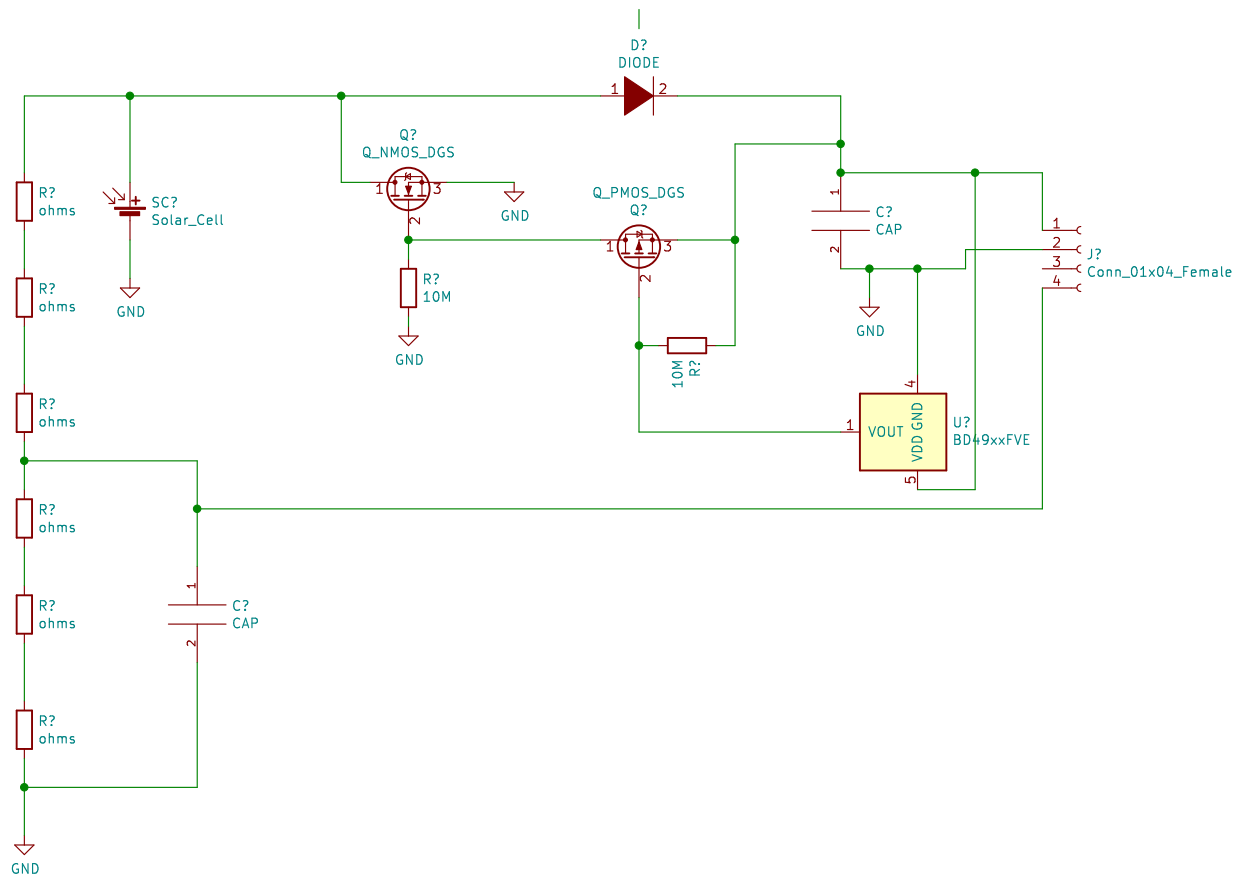 D?
DIODE
1
2
Q?
Q_NMOS_DGS
1
3
2
GND
Q_PMOS_DGS
Q?
1
3
2
R?
ohms
SC?
Solar_Cell
+
GND
R?
ohms
R?
10M
GND
C?
CAP
1
2
GND
1
2
3
4
J?
Conn_01x04_Female
10M
R?
R?
ohms
1
VOUT
VDD GND
4
5
U?
BD49xxFVE
R?
ohms
R?
ohms
1
2
C?
CAP
R?
ohms
GND